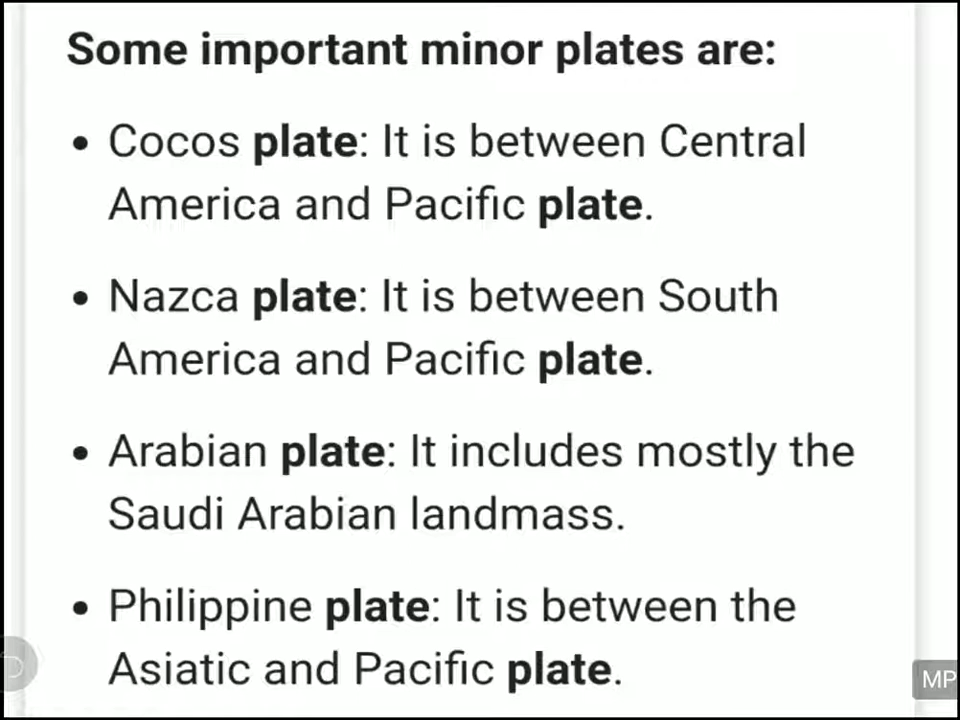 Some important minor plates are:
• Cocos plate: It is between Central
America and Pacific plate.
• Nazca plate: It is between South
America and Pacific plate.
• Arabian plate: It includes mostly the
Saudi Arabian landmass.
• Philippine plate: It is between the
Asiatic and Pacific plate.
MP